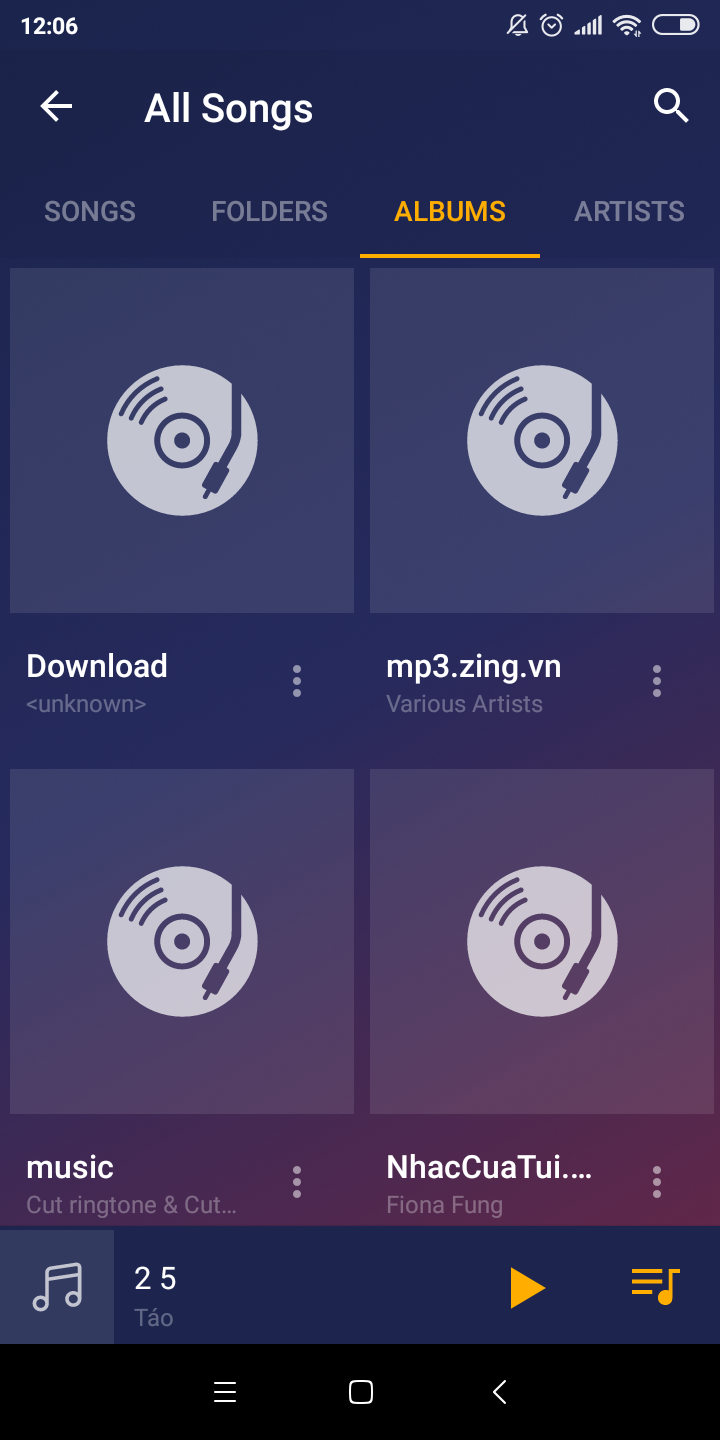 12:06
All Songs
SONGS FOLDERS ALBUMS ARTISTS
Download
<unknown>
mp3.zing.vn
Various Artists
music
Cut ringtone & Cut...
NhacCuaTui....
Fiona Fung
2 5
Táo